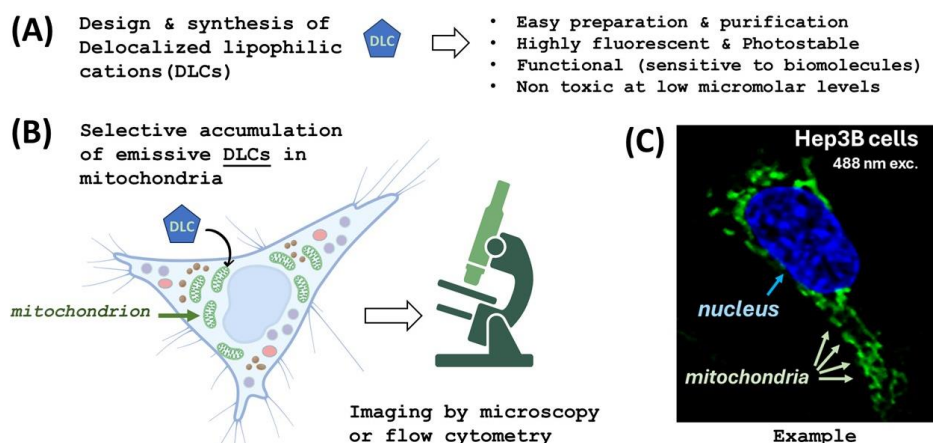 (A)
Design & synthesis of
Delocalized lipophilic
cations(DLCs)
DLC
• Easy preparation & purification
• Highly fluorescent & Photostable
• Functional (sensitive to biomolecules)
• Non toxic at low micromolar levels
(B)
Selective accumulation
of emissive DLCs in
mitochondria
DLC
mitochondrion
Imaging by microscopy
or flow cytometry
(C)
Hep3B cells
488 nm exc.
nucleus
mitochondria
Example